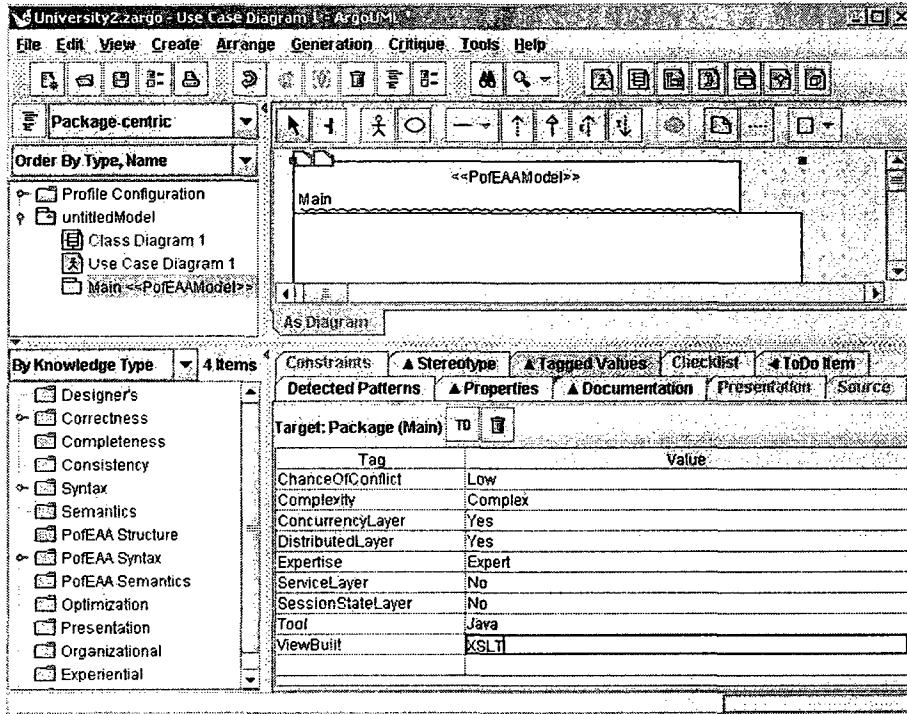 University2.zargo - Use Case Diagram 1 - ArgoUML *
File Edit View Create Arrange Generation Critique Tools Help
Package-centric
Order By Type, Name
Profile Configuration
untitledModel
Class Diagram 1
Use Case Diagram 1
Main <<PofEAAModel>>
<<PofEAAModel>>
Main
As Diagram
By Knowledge Type 4 Items
Designer's
Correctness
Completeness
Consistency
Syntax
Semantics
PofEAA Structure
PofEAA Syntax
PofEAA Semantics
Optimization
Presentation
Organizational
Experiential
Constraints ▲ Stereotype ▲ Tagged Values Checklist ◄ ToDo Item
Detected Patterns ▲ Properties ▲ Documentation Presentation Source
Target: Package (Main) TD
Tag Value
ChanceOfConflict Low
Complexity Complex
ConcurrencyLayer Yes
DistributedLayer Yes
Expertise Expert
ServiceLayer No
SessionStateLayer No
Tool Java
ViewBuilt XSLT